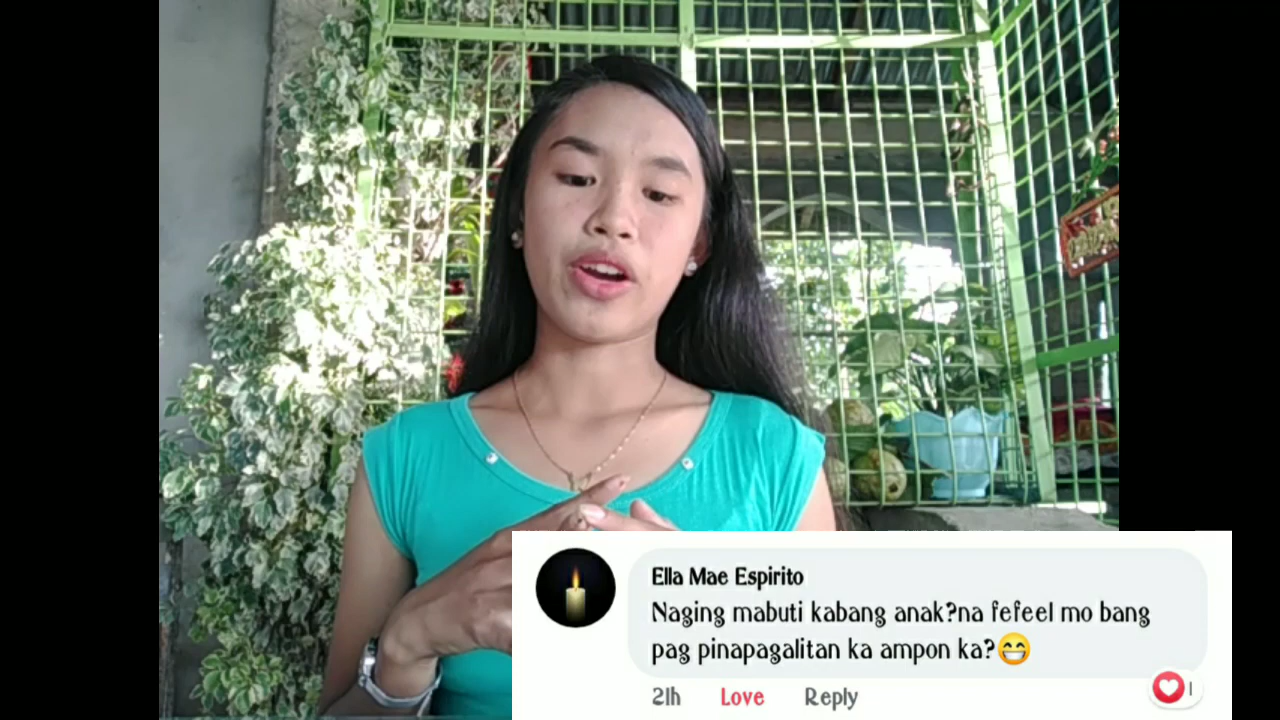 Ella Mae Espirito
Naging mabuti kabang anak?na fefeel mo bang
pag pinapagalitan ka ampon ka?😁
21h Love Reply
1